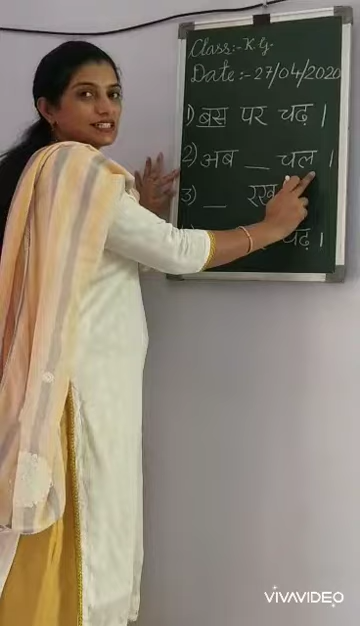 Class:- K.G-
Date:-27/04/2020
1) बस पर चढ़ ।
2) अब _ चल ।
3) _ रख
चढ़ ।
VIVAVIDEO